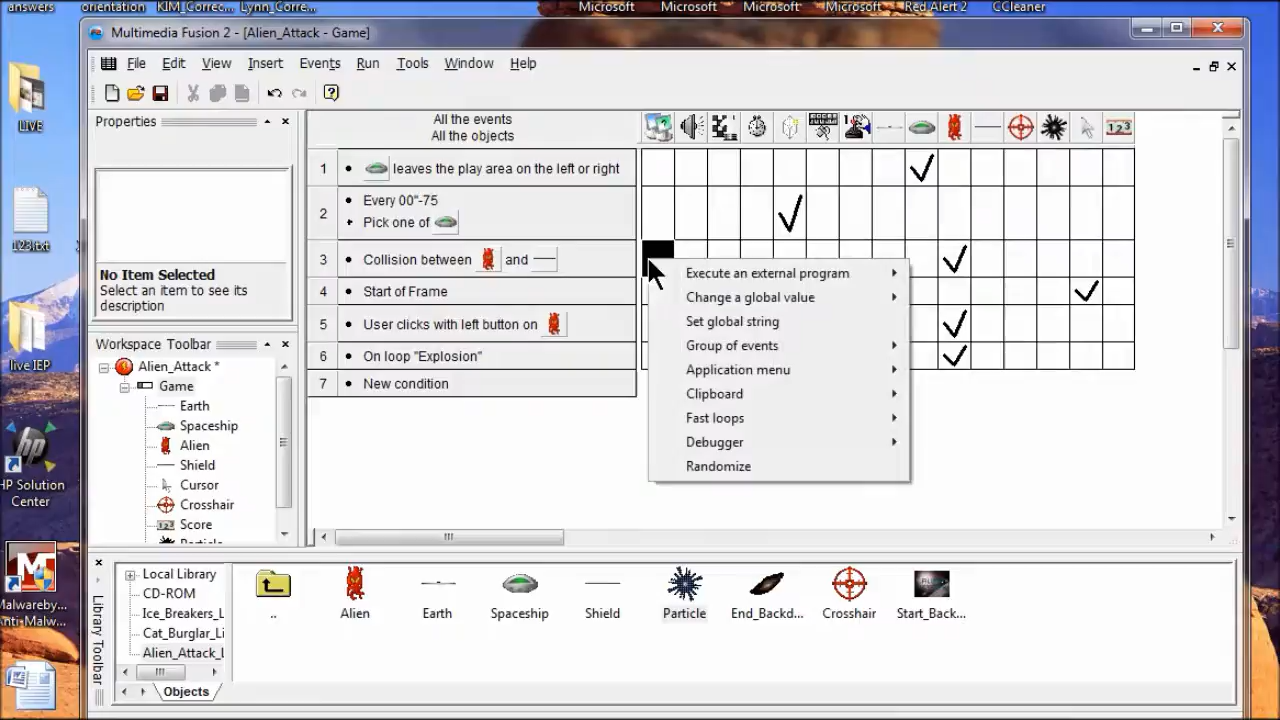 answers orientation KIM_Correc... Lynn_Corre... Microsoft Microsoft Microsoft Microsoft Red Alert 2 CCleaner
Multimedia Fusion 2 - [Alien_Attack - Game]
File Edit View Insert Events Run Tools Window Help
Properties
No Item Selected
Select an item to see its
description
Workspace Toolbar
Alien_Attack *
Game
Earth
Spaceship
Alien
Shield
Cursor
Crosshair
123 Score
Particle
All the events
All the objects
123
1 leaves the play area on the left or right
2 Every 00"-75
Pick one of
3 Collision between and
4 Start of Frame
5 User clicks with left button on
6 On loop "Explosion"
7 New condition
Execute an external program
Change a global value
Set global string
Group of events
Application menu
Clipboard
Fast loops
Debugger
Randomize
Library Toolbar
Local Library
CD-ROM
Ice_Breakers_L
Cat_Burglar_Li
Alien_Attack_L
Objects
..
Alien
Earth
Spaceship
Shield
Particle
End_Backd...
Crosshair
Start_Back...
LIVE
123.txt
live IEP
hp
HP Solution
Center
Malwareby...
Anti-Malw...